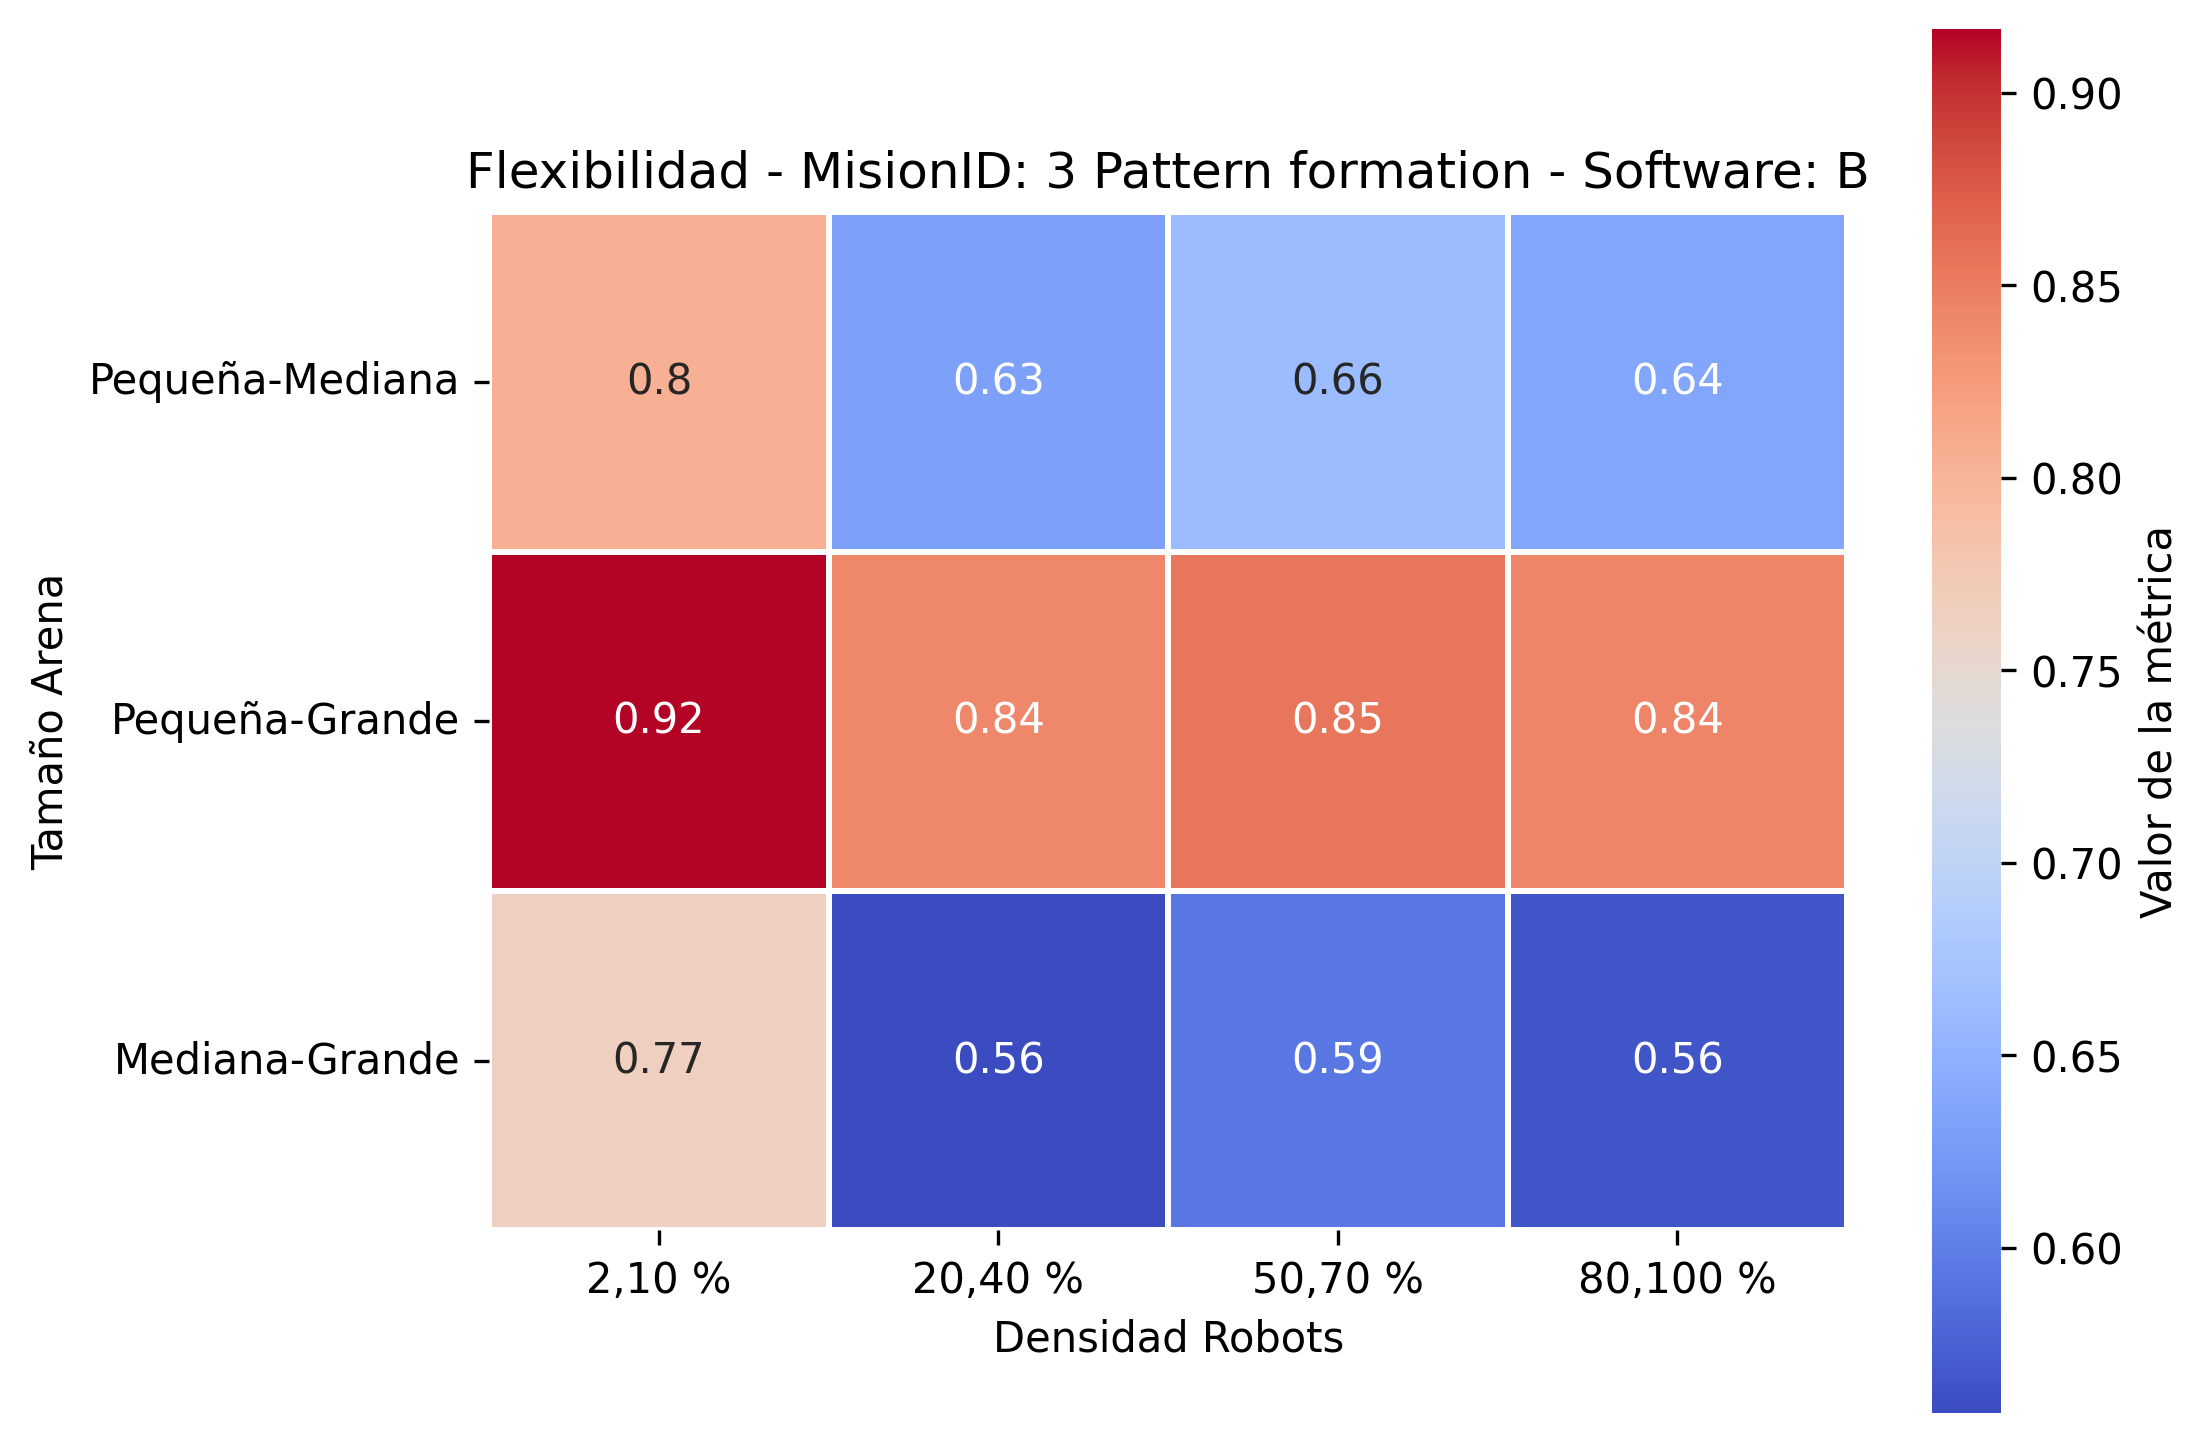 Flexibilidad - MisionID: 3 Pattern formation - Software: B
Tamaño Arena
Pequeña-Mediana
0.8 0.63 0.66 0.64
Pequeña-Grande
0.92 0.84 0.85 0.84
Mediana-Grande
0.77 0.56 0.59 0.56
2,10 % 20,40 % 50,70 % 80,100 %
Densidad Robots
0.90
0.85
0.80
0.75
0.70
0.65
0.60
Valor de la métrica